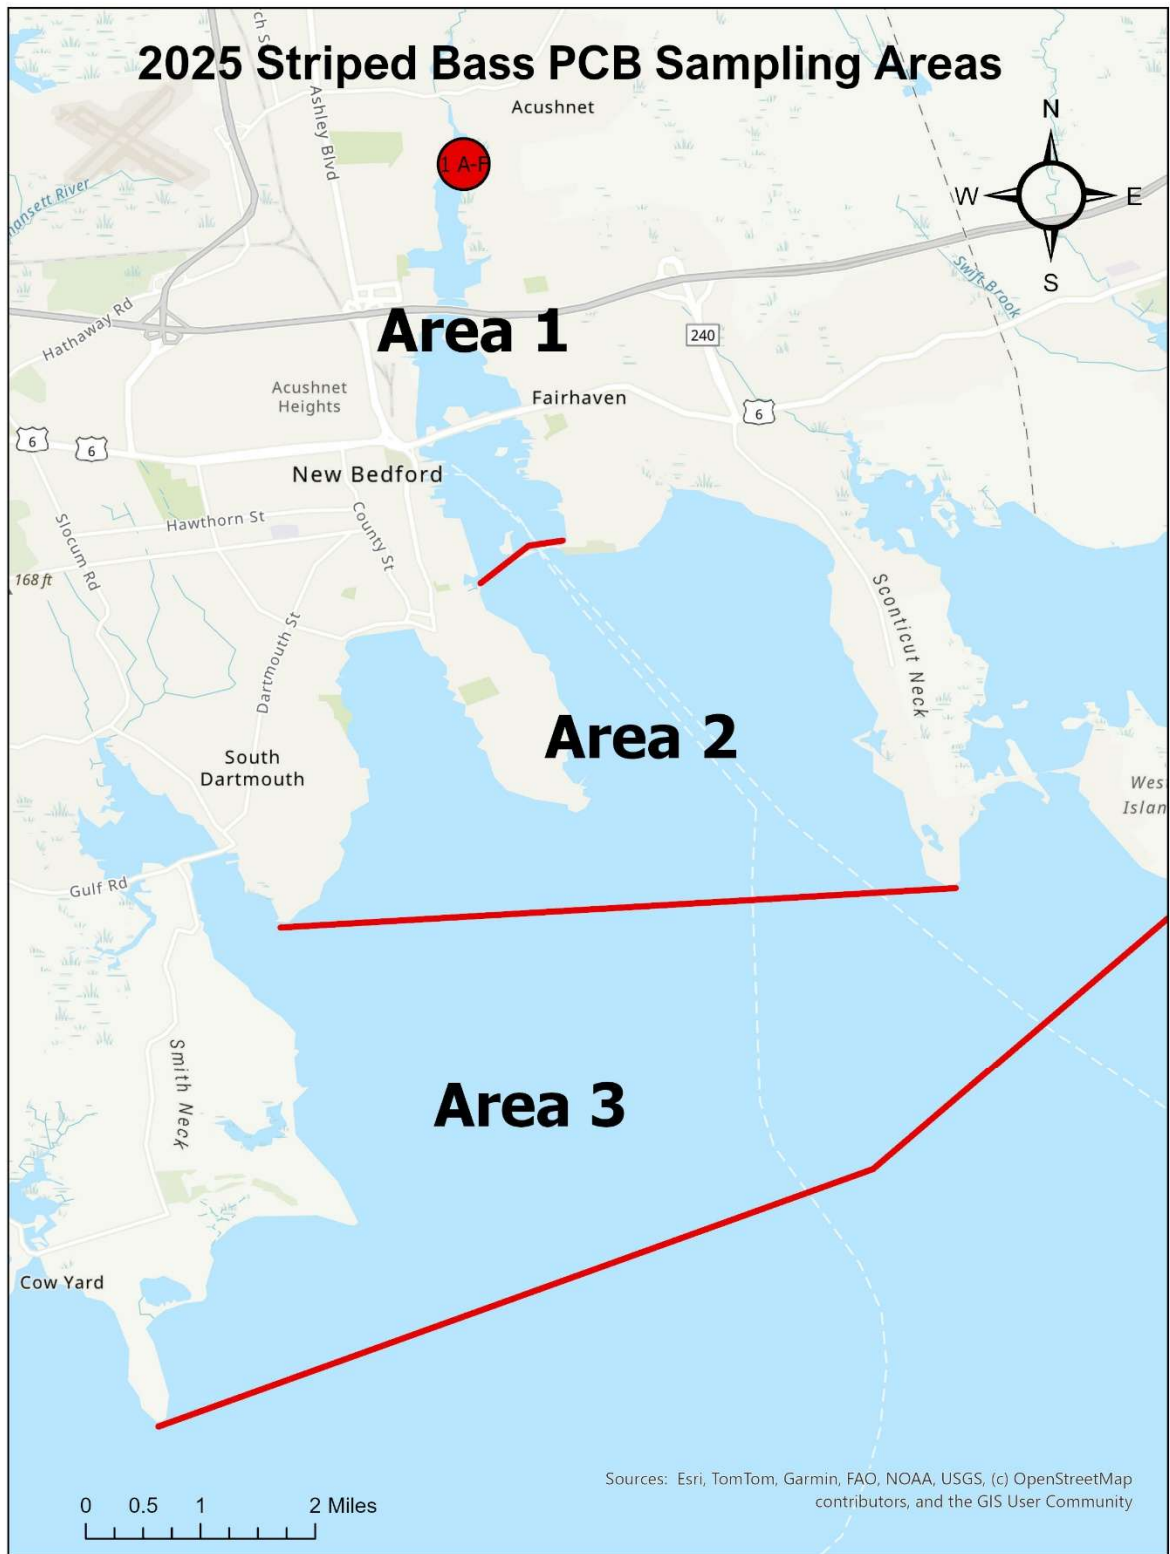 2025 Striped Bass PCB Sampling Areas
Ashley Blvd
Acushnet
N
1 A-F
W
E
S
Swift Brook
Hathaway Rd
Area 1
240
Acushnet
Heights
Fairhaven
6
6
6
New Bedford
Hawthorn St
County St
Slocum Rd
168 ft
Sconticut Neck
Dartmouth St
Area 2
South
Dartmouth
Gulf Rd
Smith Neck
Area 3
Cow Yard
Sources: Esri, TomTom, Garmin, FAO, NOAA, USGS, (c) OpenStreetMap
contributors, and the GIS User Community
0 0.5 1 2 Miles